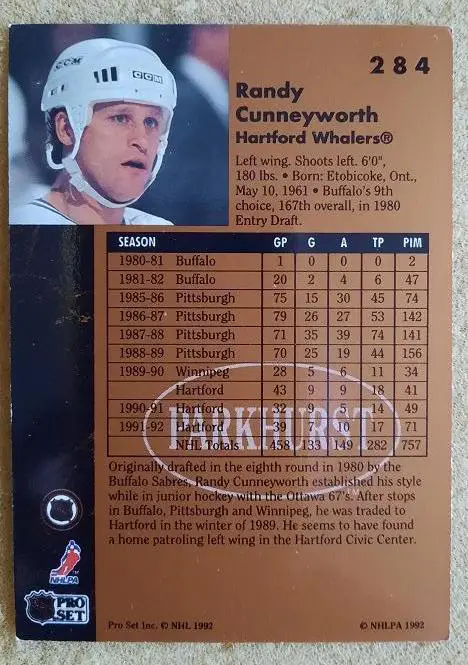 CCM
CCM
284
Randy
Cunneyworth
Hartford Whalers®
Left wing. Shoots left. 6'0",
180 lbs. • Born: Etobicoke, Ont.,
May 10, 1961 • Buffalo's 9th
choice, 167th overall, in 1980
Entry Draft.
SEASON GP G A TP PIM
1980-81 Buffalo 1 0 0 0 2
1981-82 Buffalo 20 2 4 6 47
1985-86 Pittsburgh 75 15 30 45 74
1986-87 Pittsburgh 79 26 27 53 142
1987-88 Pittsburgh 71 35 39 74 141
1988-89 Pittsburgh 70 25 19 44 156
1989-90 Winnipeg 28 5 6 11 34
Hartford 43 9 9 18 41
1990-91 Hartford 32 9 5 14 49
1991-92 Hartford 39 7 10 17 71
NHL Totals 458 133 149 282 757
PARKHURST
Originally drafted in the eighth round in 1980 by the
Buffalo Sabres, Randy Cunneyworth established his style
while in junior hockey with the Ottawa 67's. After stops
in Buffalo, Pittsburgh and Winnipeg, he was traded to
Hartford in the winter of 1989. He seems to have found
a home patroling left wing in the Hartford Civic Center.
NHL
NHLPA
NHL PRO
SET
Pro Set Inc. © NHL 1992 © NHLPA 1992